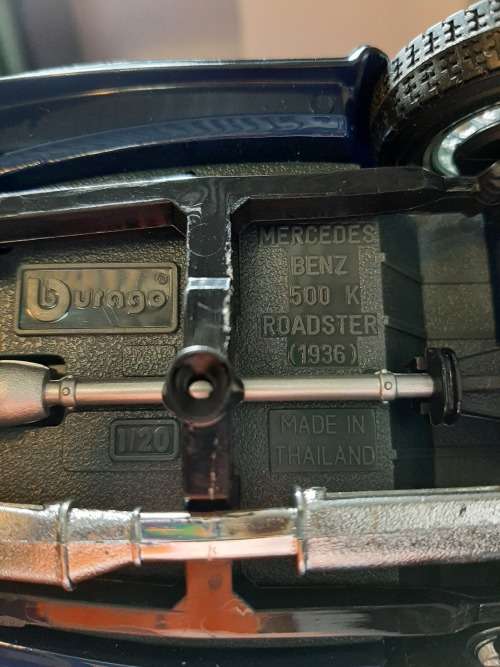 burago®
1/20
MERCEDES
BENZ
500 K
ROADSTER
(1936)
MADE IN
THAILAND